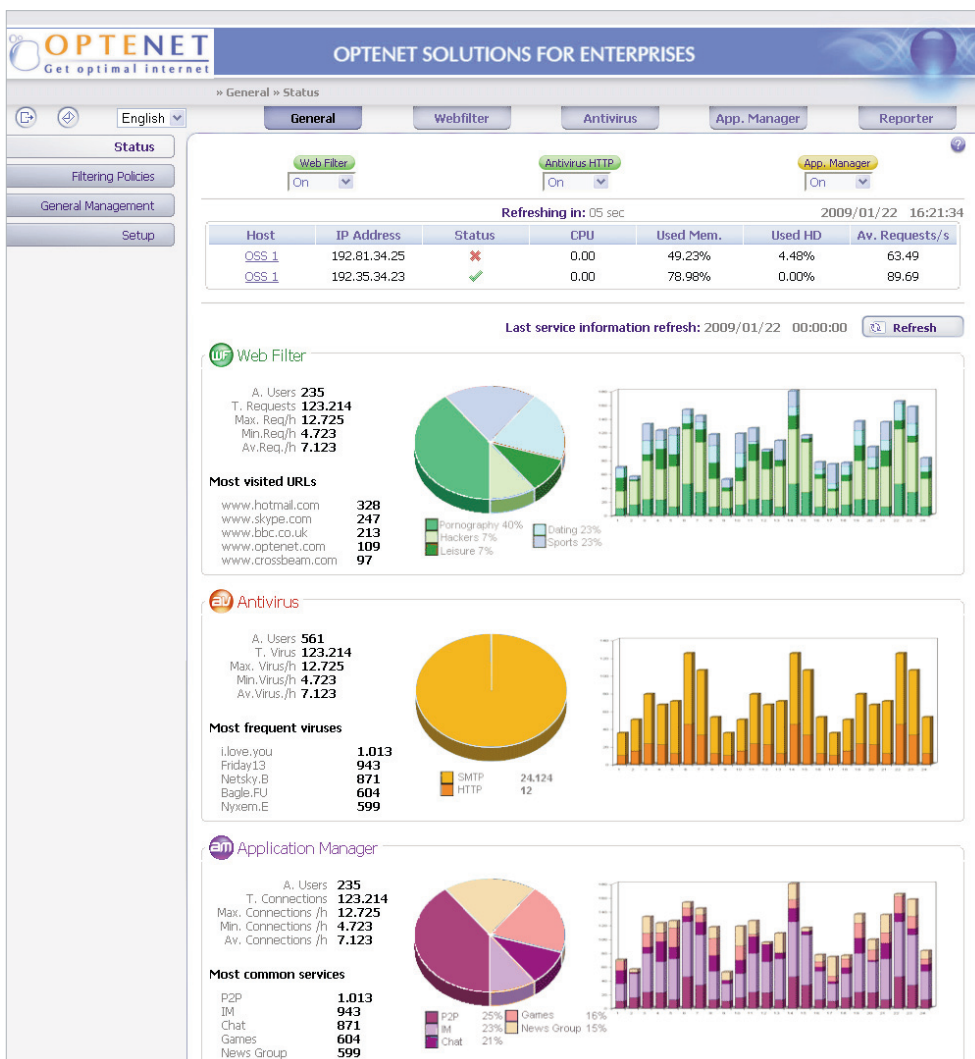 OPTENET
Get optimal internet
OPTENET SOLUTIONS FOR ENTERPRISES
» General » Status
English
General
Webfilter
Antivirus
App. Manager
Reporter
Status
Filtering Policies
General Management
Setup
Web Filter
On
Antivirus HTTP
On
App. Manager
On
?
Refreshing in: 05 sec
2009/01/22 16:21:34
Host IP Address Status CPU Used Mem. Used HD Av. Requests/s
OSS 1 192.81.34.25 0.00 49.23% 4.48% 63.49
OSS 1 192.35.34.23 0.00 78.98% 0.00% 89.69
Last service information refresh: 2009/01/22 00:00:00
Refresh
WF Web Filter
A. Users 235
T. Requests 123.214
Max. Req/h 12.725
Min.Req/h 4.723
Av.Req./h 7.123
Most visited URLs
www.hotmail.com 328
www.skype.com 247
www.bbc.co.uk 213
www.optenet.com 109
www.crossbeam.com 97
Pornography 40%
Hackers 7%
Leisure 7%
Dating 23%
Sports 23%
av Antivirus
A. Users 561
T. Virus 123.214
Max. Virus/h 12.725
Min.Virus/h 4.723
Av.Virus./h 7.123
Most frequent viruses
i.love.you 1.013
Friday13 943
Netsky.B 871
Bagle.FU 604
Nyxem.E 599
SMTP 24.124
HTTP 12
am Application Manager
A. Users 235
T. Connections 123.214
Max. Connections /h 12.725
Min. Connections /h 4.723
Av. Connections /h 7.123
Most common services
P2P 1.013
IM 943
Chat 871
Games 604
News Group 599
P2P 25%
IM 23%
Chat 21%
Games 16%
News Group 15%